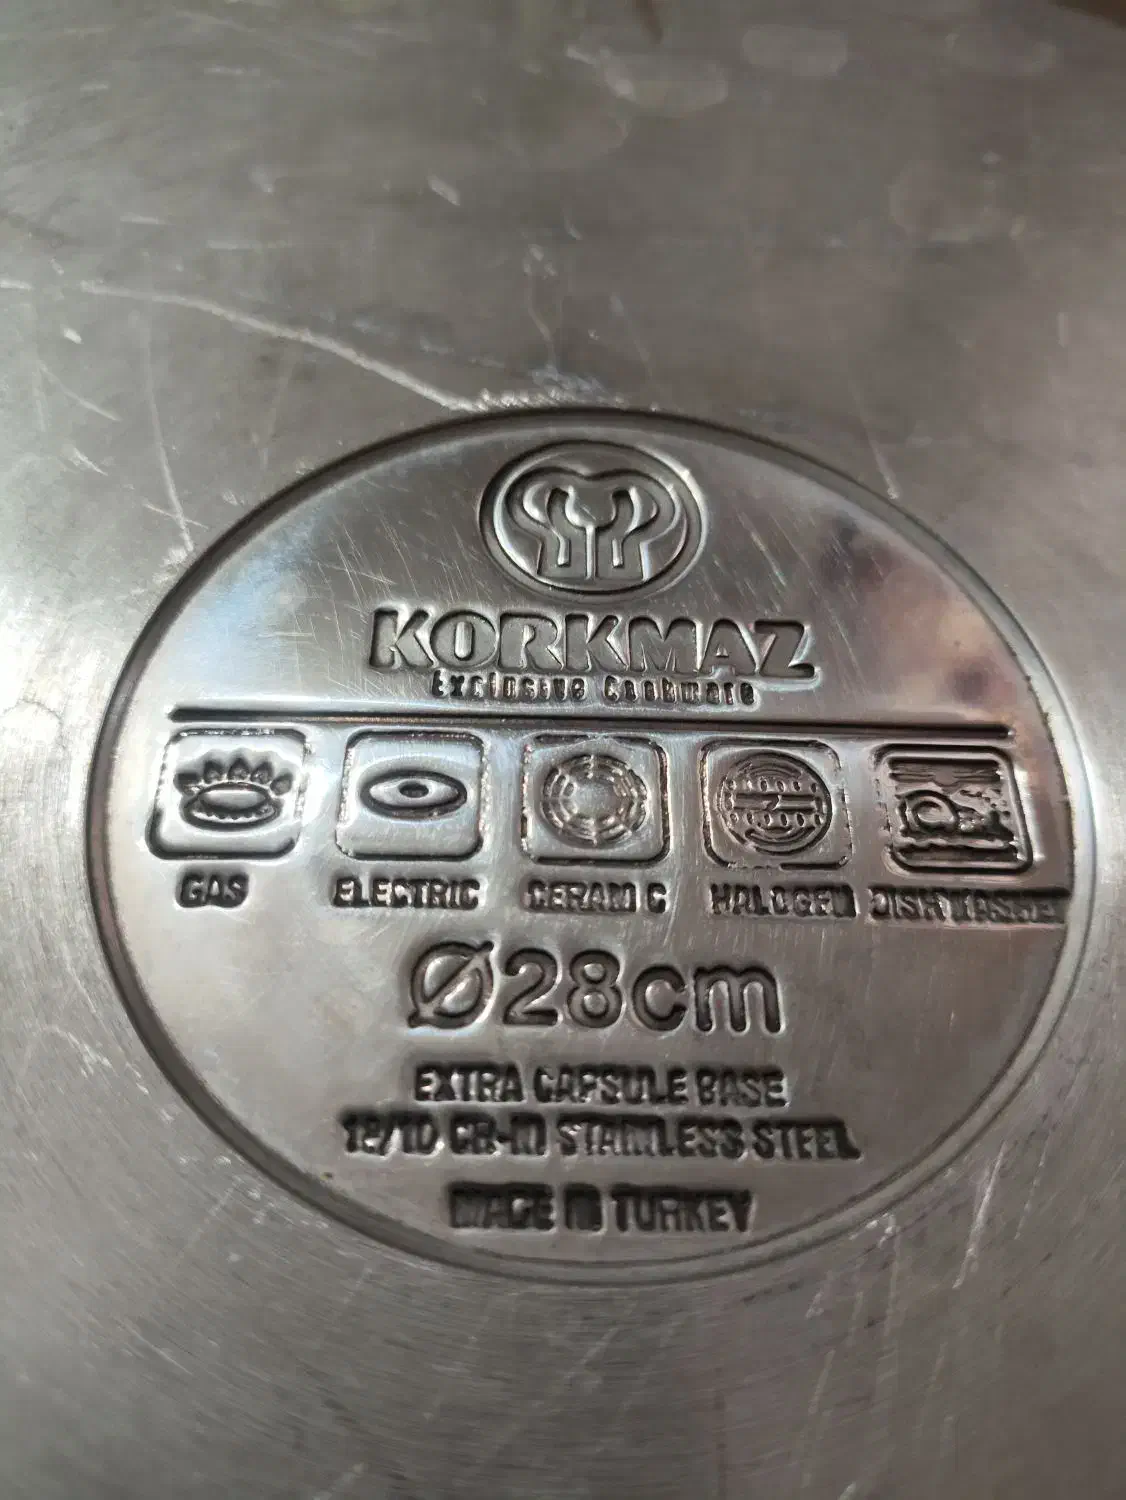 KORKMAZ
Exclusive Cookware
GAS ELECTRIC CERAMIC HALOGEN DISHWASHER
Ø28cm
EXTRA CAPSULE BASE
18/10 CR-NI STAINLESS STEEL
MADE IN TURKEY